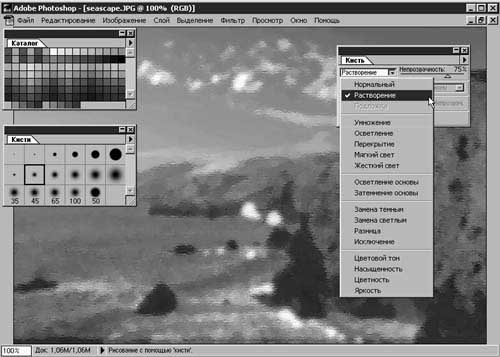 Adobe Photoshop - [seascape.JPG @ 100% (RGB)]
Файл Редактирование Изображение Слой Выделение Фильтр Просмотр Окно Помощь
Каталог
Кисти
35 45 65 100 50
Кисть
Растворение
Непрозрачность: 75%
Нормальный
Растворение
Подложка
Умножение
Осветление
Перекрытие
Мягкий свет
Жесткий свет
Осветление основы
Затемнение основы
Замена темным
Замена светлым
Разница
Исключение
Цветовой тон
Насыщенность
Цветность
Яркость
100%
Док: 1,06M/1,06M
Рисование с помощью 'кисти'.